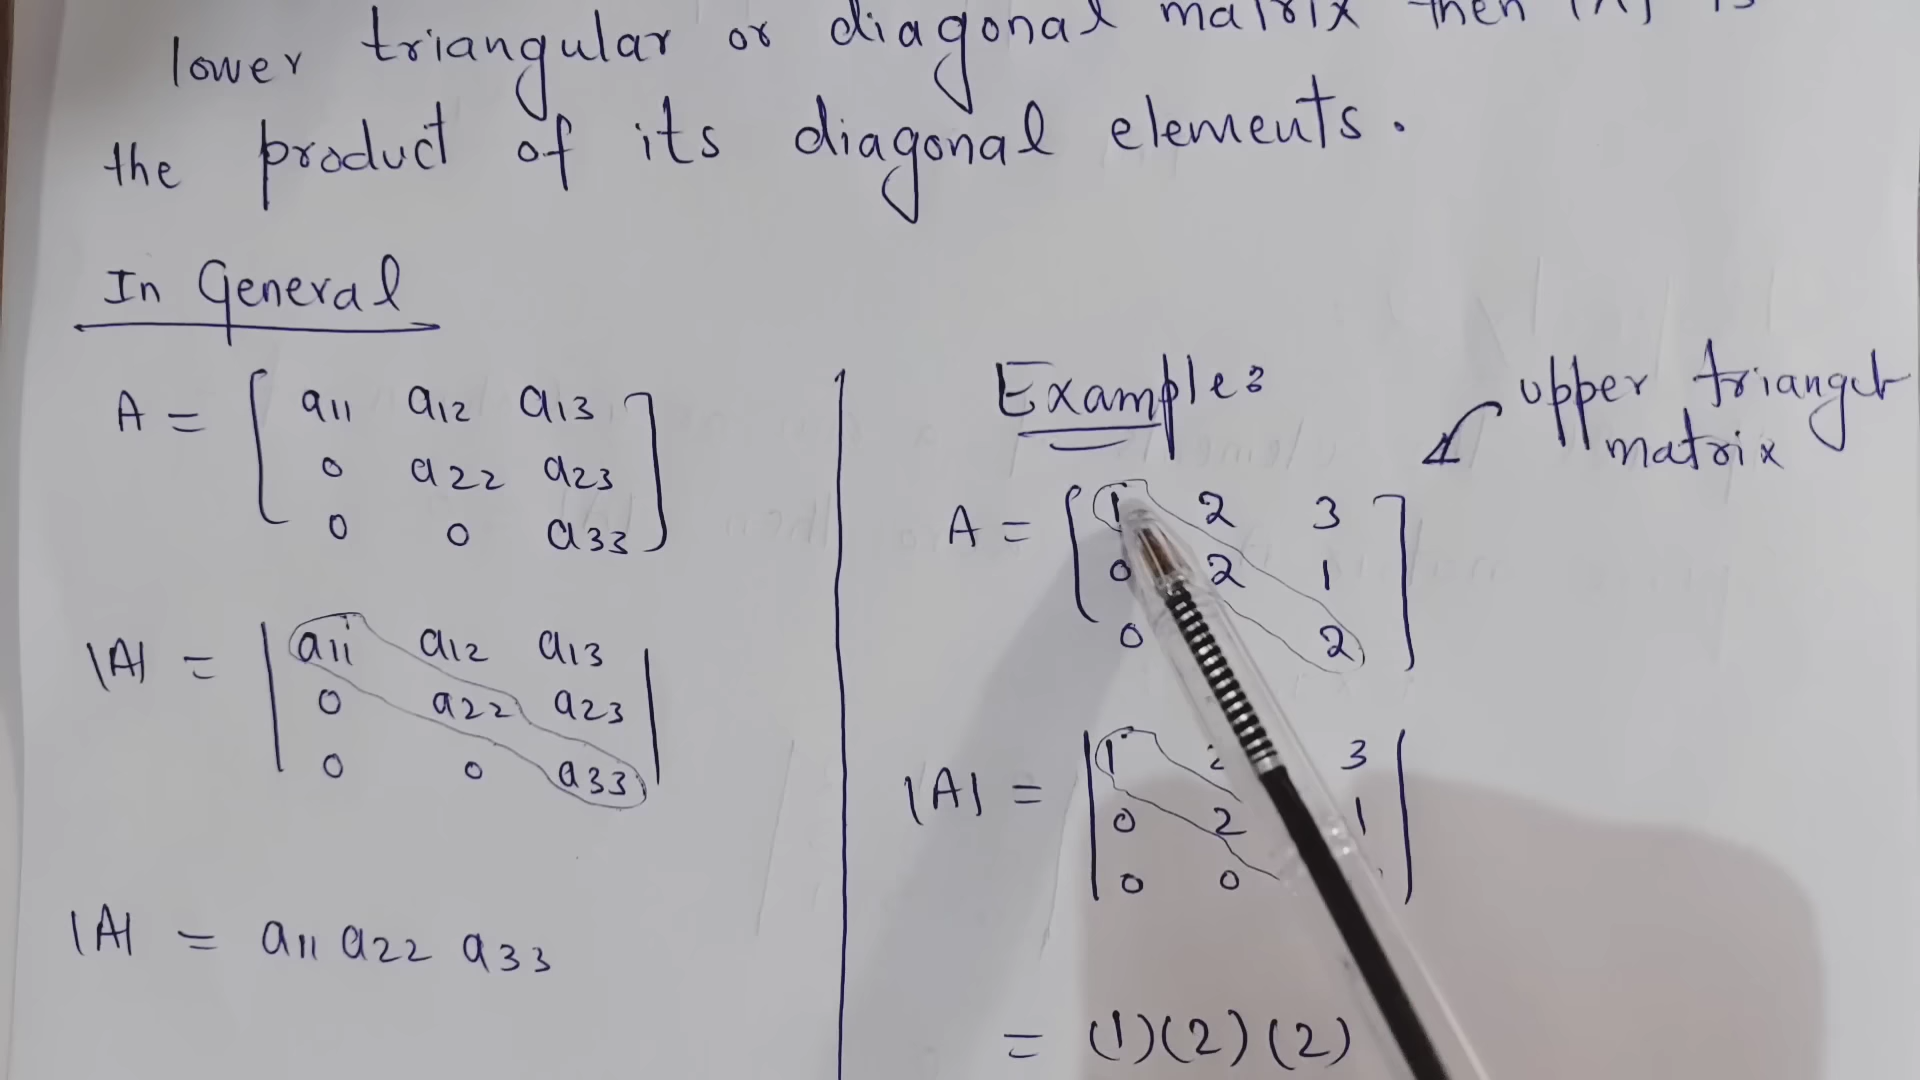 lower triangular or diagonal matrix then |A| is
the product of its diagonal elements.
In General
A = [ a11 a12 a13
0 a22 a23
0 0 a33 ]
|A| = | a11 a12 a13
0 a22 a23
0 0 a33 |
|A| = a11 a22 a33
Example:
upper triangul
matrix
A = [ 1 2 3
0 2 1
0 2 ]
|A| = | 1 2 3
0 2 1
0 0 |
= (1)(2)(2)